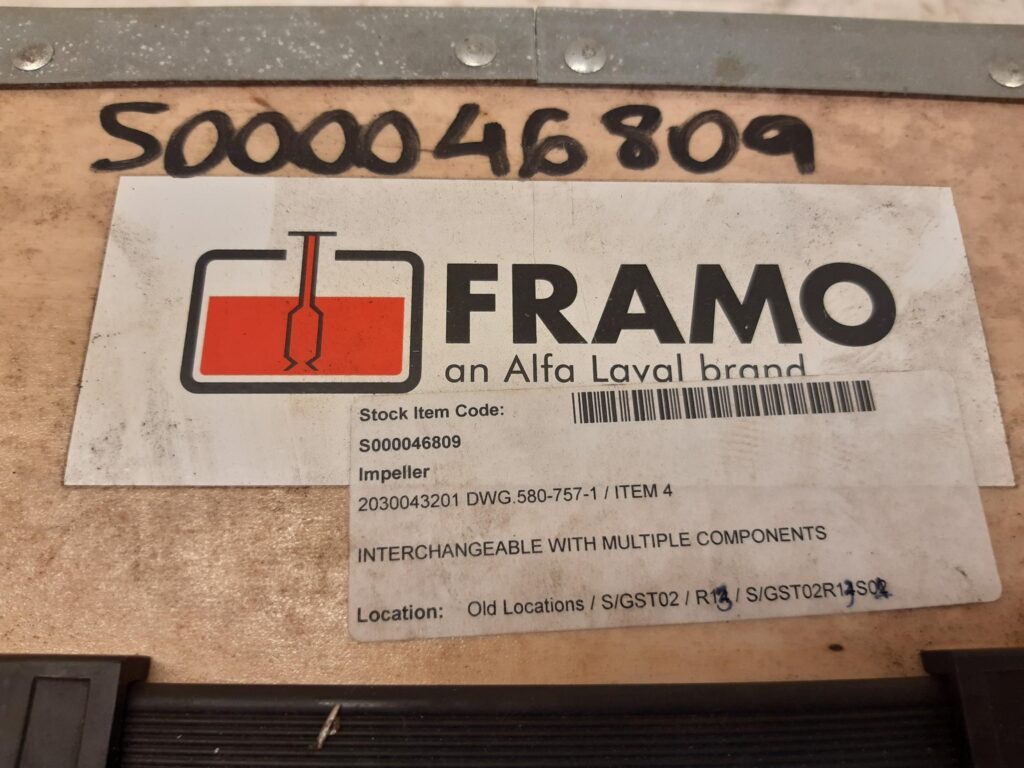 S000046809
FRAMO
an Alfa Laval brand
Stock Item Code:
S000046809
Impeller
2030043201 DWG.580-757-1 / ITEM 4
INTERCHANGEABLE WITH MULTIPLE COMPONENTS
Location: Old Locations / S/GST02 / R13 /